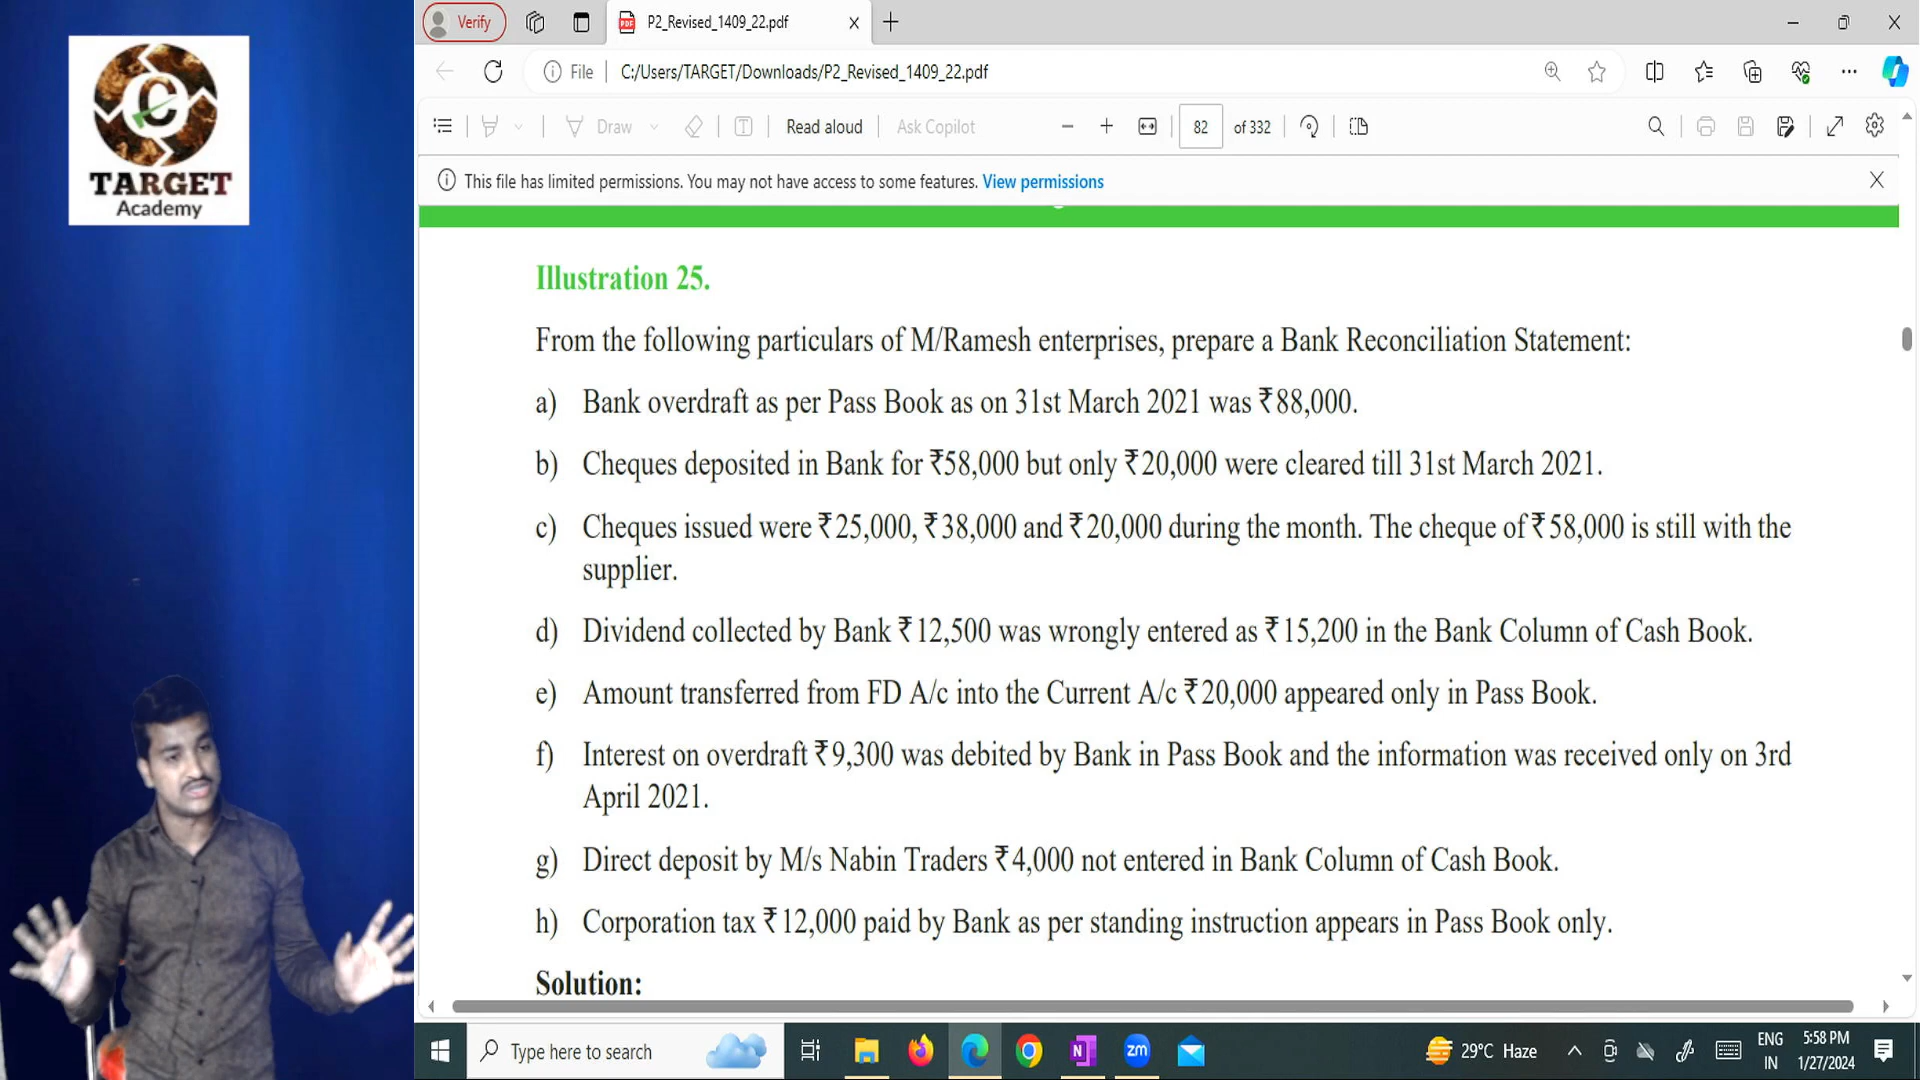 Verify
P2_Revised_1409_22.pdf
File
C:/Users/TARGET/Downloads/P2_Revised_1409_22.pdf
Draw
Read aloud
Ask Copilot
82 of 332
This file has limited permissions. You may not have access to some features. View permissions
C
TARGET
Academy
Illustration 25.
From the following particulars of M/Ramesh enterprises, prepare a Bank Reconciliation Statement:
a) Bank overdraft as per Pass Book as on 31st March 2021 was ₹88,000.
b) Cheques deposited in Bank for ₹58,000 but only ₹20,000 were cleared till 31st March 2021.
c) Cheques issued were ₹25,000, ₹38,000 and ₹20,000 during the month. The cheque of ₹58,000 is still with the
supplier.
d) Dividend collected by Bank ₹12,500 was wrongly entered as ₹15,200 in the Bank Column of Cash Book.
e) Amount transferred from FD A/c into the Current A/c ₹20,000 appeared only in Pass Book.
f) Interest on overdraft ₹9,300 was debited by Bank in Pass Book and the information was received only on 3rd
April 2021.
g) Direct deposit by M/s Nabin Traders ₹4,000 not entered in Bank Column of Cash Book.
h) Corporation tax ₹12,000 paid by Bank as per standing instruction appears in Pass Book only.
Solution:
Type here to search
N
zm
29°C Haze
ENG
IN
5:58 PM
1/27/2024